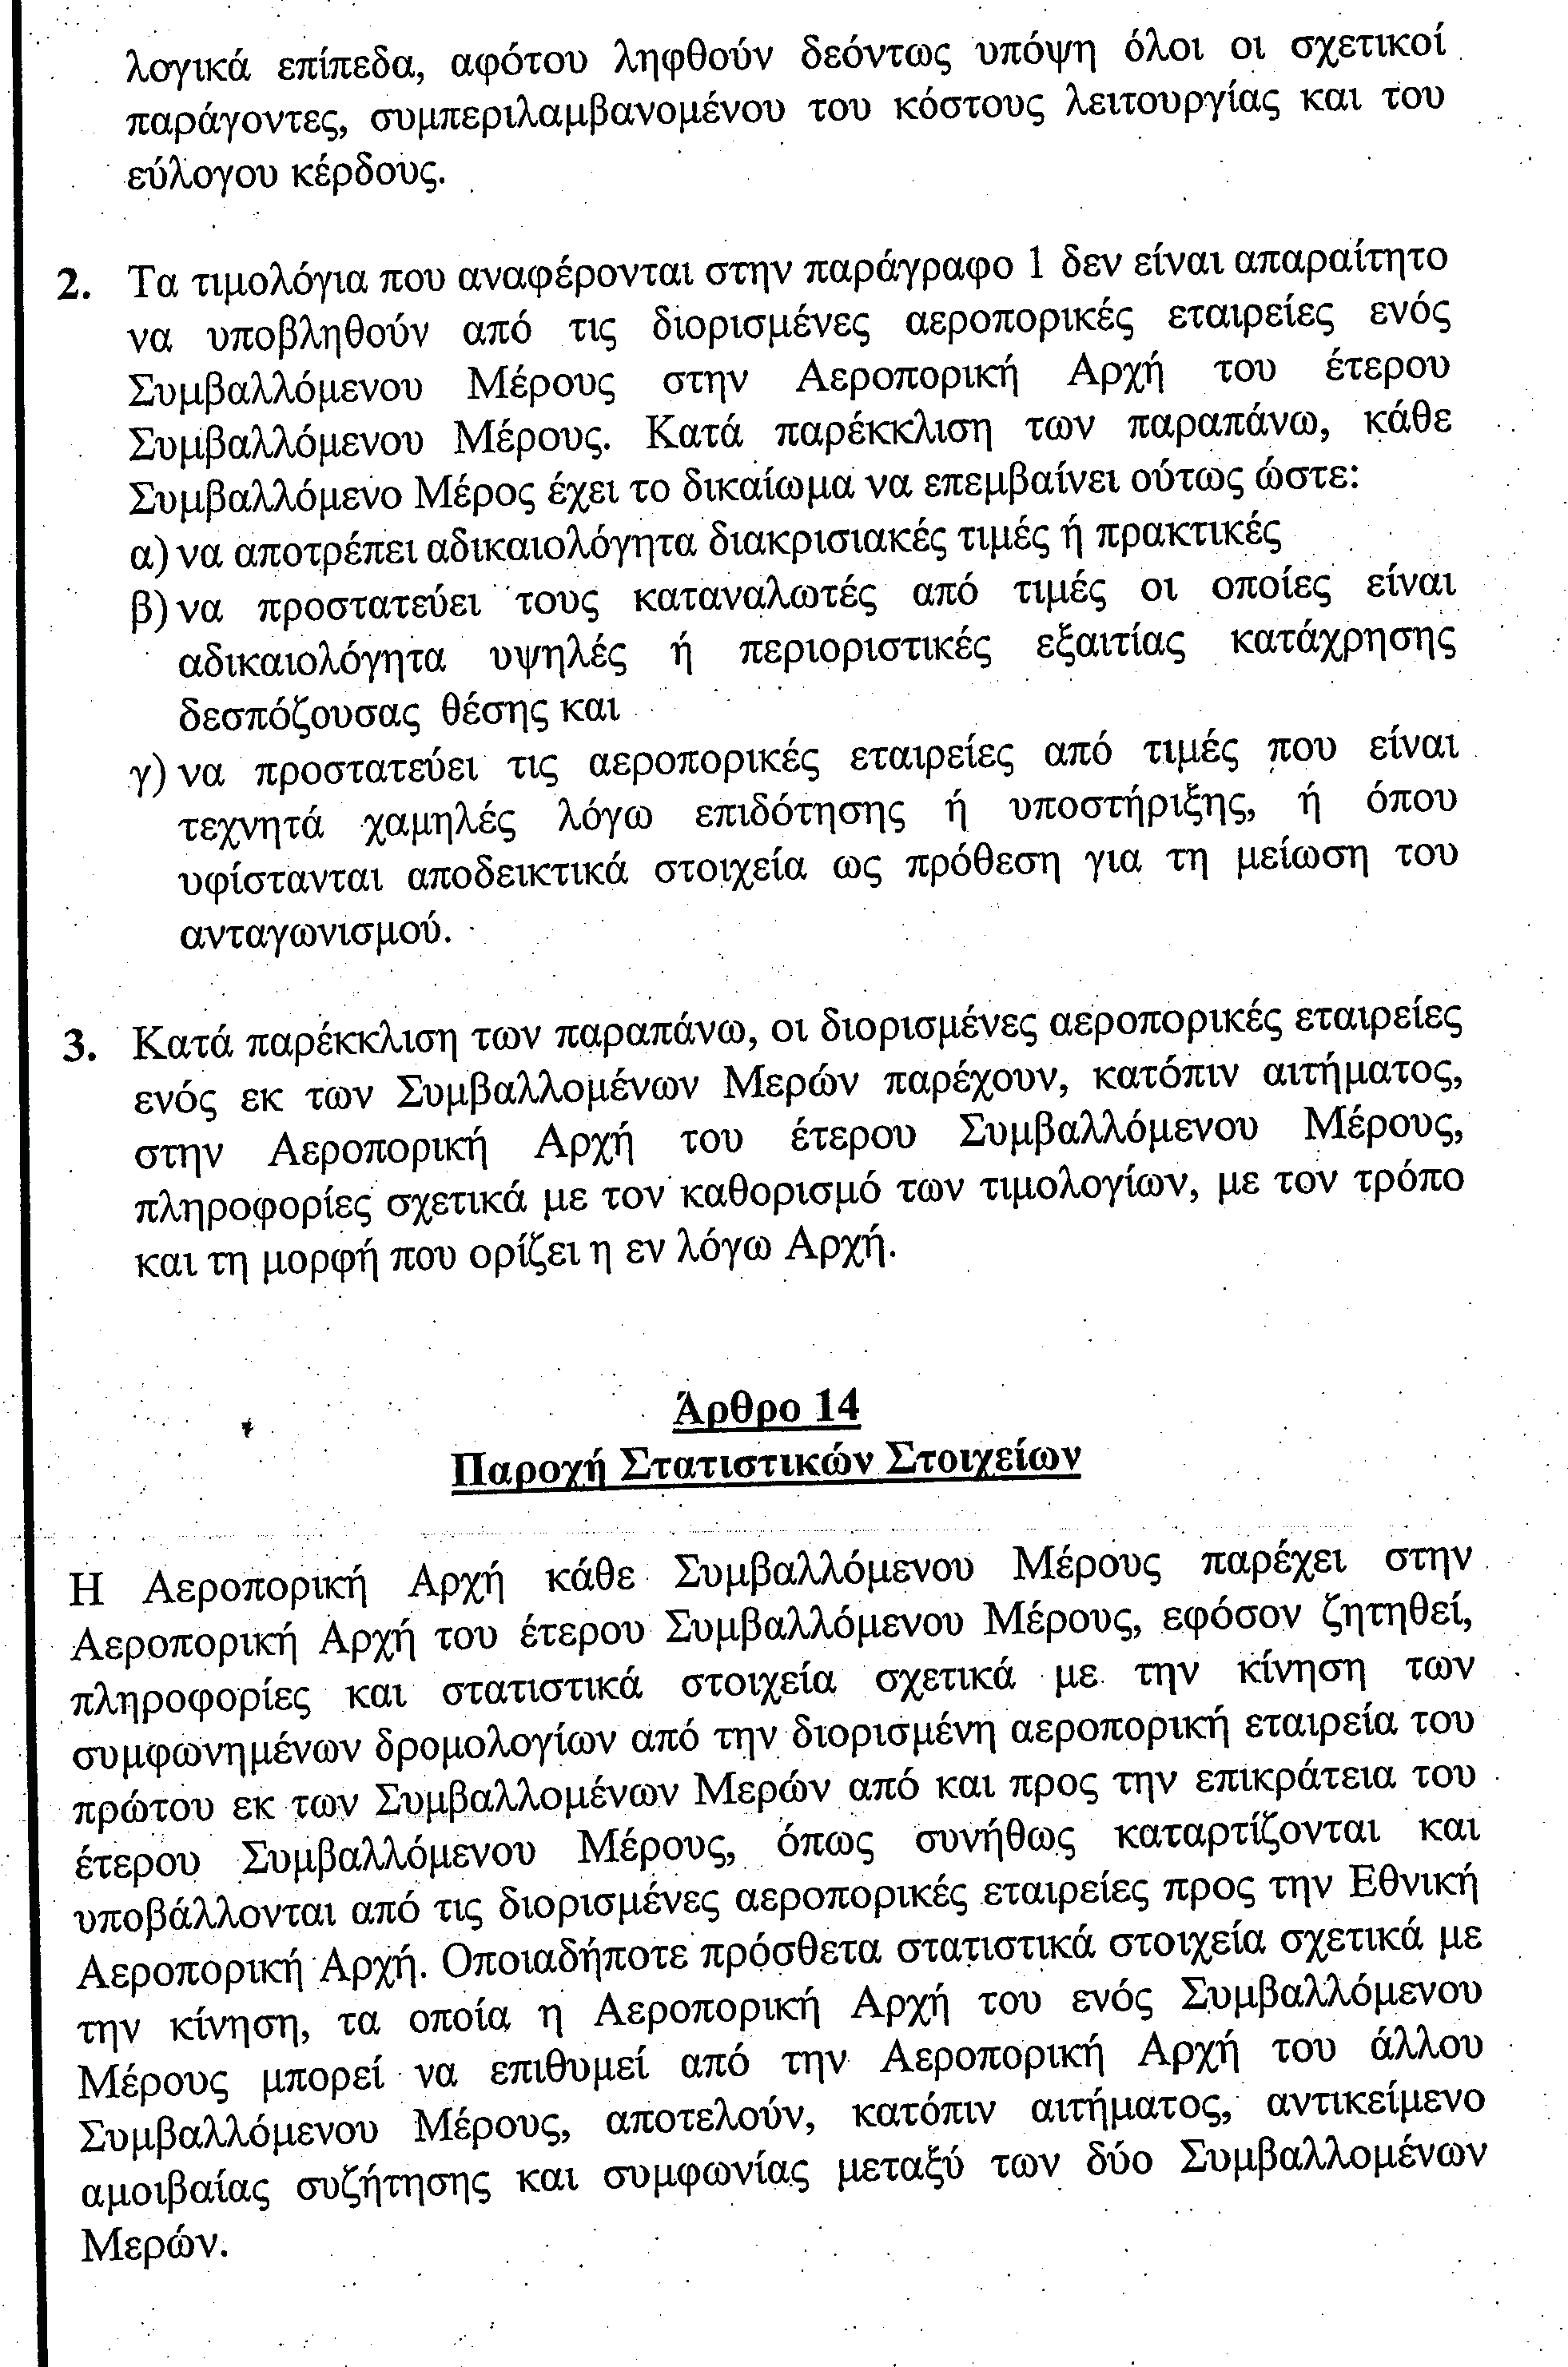 λογικά επίπεδα, αφότου ληφθούν δεόντως υπόψη όλοι οι σχετικοί
παράγοντες, συμπεριλαμβανομένου του κόστους λειτουργίας και του
εύλογου κέρδους.
2. Τα τιμολόγια που αναφέρονται στην παράγραφο 1 δεν είναι απαραίτητο
να υποβληθούν από τις διορισμένες αεροπορικές εταιρείες ενός
Συμβαλλόμενου Μέρους στην Αεροπορική Αρχή του έτερου
Συμβαλλόμενου Μέρους. Κατά παρέκκλιση των παραπάνω, κάθε
Συμβαλλόμενο Μέρος έχει το δικαίωμα να επεμβαίνει ούτως ώστε:
α) να αποτρέπει αδικαιολόγητα διακρισιακές τιμές ή πρακτικές
β) να προστατεύει τους καταναλωτές από τιμές οι οποίες είναι
αδικαιολόγητα υψηλές ή περιοριστικές εξαιτίας κατάχρησης
δεσπόζουσας θέσης και
γ) να προστατεύει τις αεροπορικές εταιρείες από τιμές που είναι
τεχνητά χαμηλές λόγω επιδότησης ή υποστήριξης, ή όπου
υφίστανται αποδεικτικά στοιχεία ως πρόθεση για τη μείωση του
ανταγωνισμού.
3. Κατά παρέκκλιση των παραπάνω, οι διορισμένες αεροπορικές εταιρείες
ενός εκ των Συμβαλλομένων Μερών παρέχουν, κατόπιν αιτήματος,
στην Αεροπορική Αρχή του έτερου Συμβαλλόμενου Μέρους,
πληροφορίες σχετικά με τον καθορισμό των τιμολογίων, με τον τρόπο
και τη μορφή που ορίζει η εν λόγω Αρχή.
Άρθρο 14
Παροχή Στατιστικών Στοιχείων
Η Αεροπορική Αρχή κάθε Συμβαλλόμενου Μέρους παρέχει στην
Αεροπορική Αρχή του έτερου Συμβαλλόμενου Μέρους, εφόσον ζητηθεί,
πληροφορίες και στατιστικά στοιχεία σχετικά με την κίνηση των
συμφωνημένων δρομολογίων από την διορισμένη αεροπορική εταιρεία του
πρώτου εκ των Συμβαλλομένων Μερών από και προς την επικράτεια του
έτερου Συμβαλλόμενου Μέρους, όπως συνήθως καταρτίζονται και
υποβάλλονται από τις διορισμένες αεροπορικές εταιρείες προς την Εθνική
Αεροπορική Αρχή. Οποιαδήποτε πρόσθετα στατιστικά στοιχεία σχετικά με
την κίνηση, τα οποία η Αεροπορική Αρχή του ενός Συμβαλλόμενου
Μέρους μπορεί να επιθυμεί από την Αεροπορική Αρχή του άλλου
Συμβαλλόμενου Μέρους, αποτελούν, κατόπιν αιτήματος, αντικείμενο
αμοιβαίας συζήτησης και συμφωνίας μεταξύ των δύο Συμβαλλομένων
Μερών.